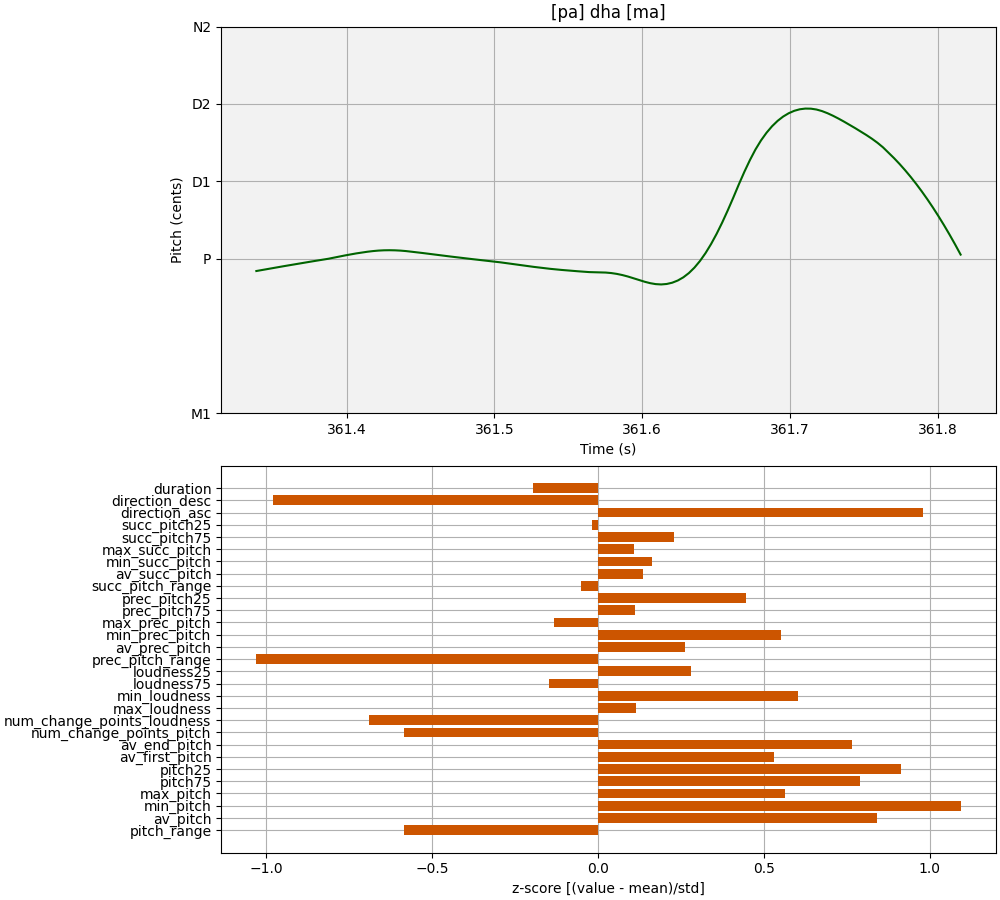 [pa] dha [ma]
N2
D2
D1
P
M1
Pitch (cents)
361.4 361.5 361.6 361.7 361.8
Time (s)
duration
direction_desc
direction_asc
succ_pitch25
succ_pitch75
max_succ_pitch
min_succ_pitch
av_succ_pitch
succ_pitch_range
prec_pitch25
prec_pitch75
max_prec_pitch
min_prec_pitch
av_prec_pitch
prec_pitch_range
loudness25
loudness75
min_loudness
max_loudness
num_change_points_loudness
num_change_points_pitch
av_end_pitch
av_first_pitch
pitch25
pitch75
max_pitch
min_pitch
av_pitch
pitch_range
−1.0 −0.5 0.0 0.5 1.0
z-score [(value - mean)/std]